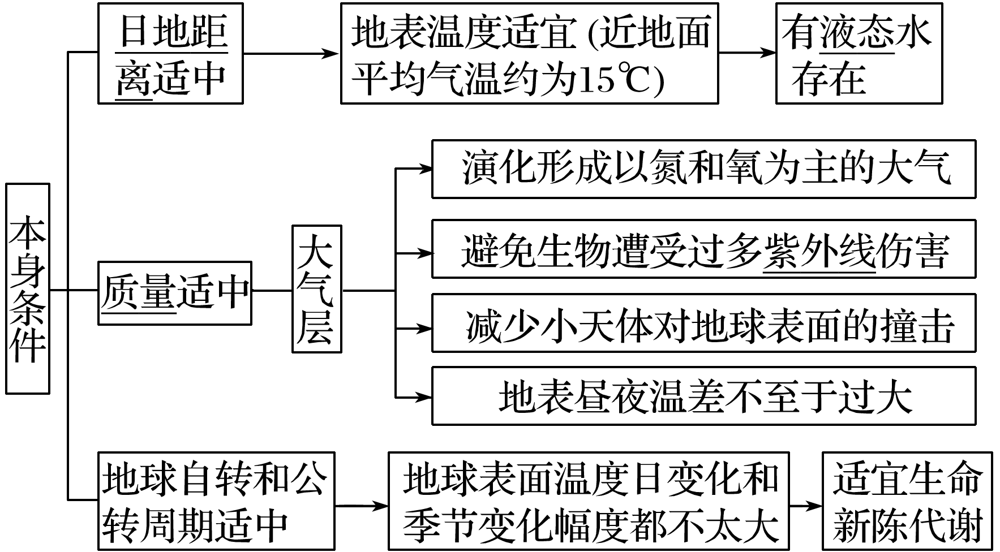 本身条件
日地距
离适中
地表温度适宜(近地面
平均气温约为15℃)
有液态水
存在
质量适中
大气层
演化形成以氮和氧为主的大气
避免生物遭受过多紫外线伤害
减少小天体对地球表面的撞击
地表昼夜温差不至于过大
地球自转和公
转周期适中
地球表面温度日变化和
季节变化幅度都不太大
适宜生命
新陈代谢